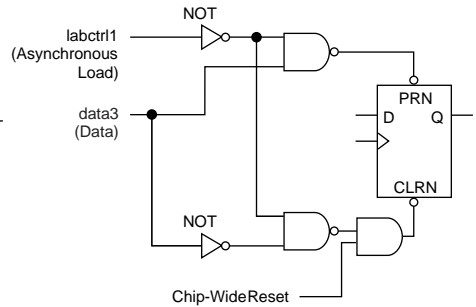 NOT
labctrl1
(Asynchronous
Load)
PRN
data3
(Data)
D Q
CLRN
NOT
Chip-WideReset